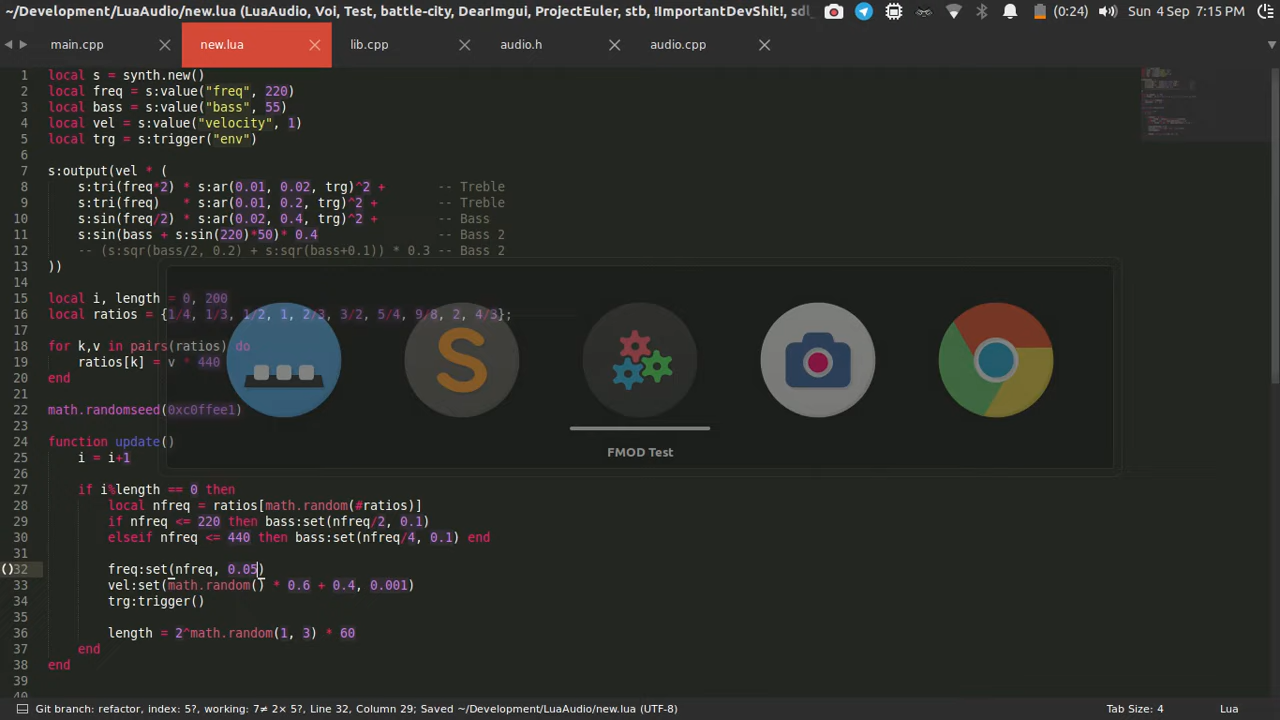 ~/Development/LuaAudio/new.lua (LuaAudio, Voi, Test, battle-city, DearImgui, ProjectEuler, stb, !ImportantDevShit!, sdl
(0:24) Sun 4 Sep 7:15 PM
main.cpp new.lua lib.cpp audio.h audio.cpp
1 local s = synth.new()
2 local freq = s:value("freq", 220)
3 local bass = s:value("bass", 55)
4 local vel = s:value("velocity", 1)
5 local trg = s:trigger("env")
6
7 s:output(vel * (
8 s:tri(freq*2) * s:ar(0.01, 0.02, trg)^2 + -- Treble
9 s:tri(freq) * s:ar(0.01, 0.2, trg)^2 + -- Treble
10 s:sin(freq/2) * s:ar(0.02, 0.4, trg)^2 + -- Bass
11 s:sin(bass + s:sin(220)*50)* 0.4 -- Bass 2
12 -- (s:sqr(bass/2, 0.2) + s:sqr(bass+0.1)) * 0.3 -- Bass 2
13 ))
14
15 local i, length = 0, 200
16 local ratios = {1/4, 1/3, 1/2, 1, 2/3, 3/2, 5/4, 9/8, 2, 4/3};
17
18 for k,v in pairs(ratios) do
19 ratios[k] = v * 440
20 end
21
22 math.randomseed(0xc0ffee1)
23
24 function update()
25 i = i+1
26
27 if i%length == 0 then
28 local nfreq = ratios[math.random(#ratios)]
29 if nfreq <= 220 then bass:set(nfreq/2, 0.1)
30 elseif nfreq <= 440 then bass:set(nfreq/4, 0.1) end
31
()32 freq:set(nfreq, 0.05)
33 vel:set(math.random() * 0.6 + 0.4, 0.001)
34 trg:trigger()
35
36 length = 2^math.random(1, 3) * 60
37 end
38 end
39
40
S
FMOD Test
Git branch: refactor, index: 5?, working: 7≠ 2× 5?, Line 32, Column 29; Saved ~/Development/LuaAudio/new.lua (UTF-8) Tab Size: 4 Lua